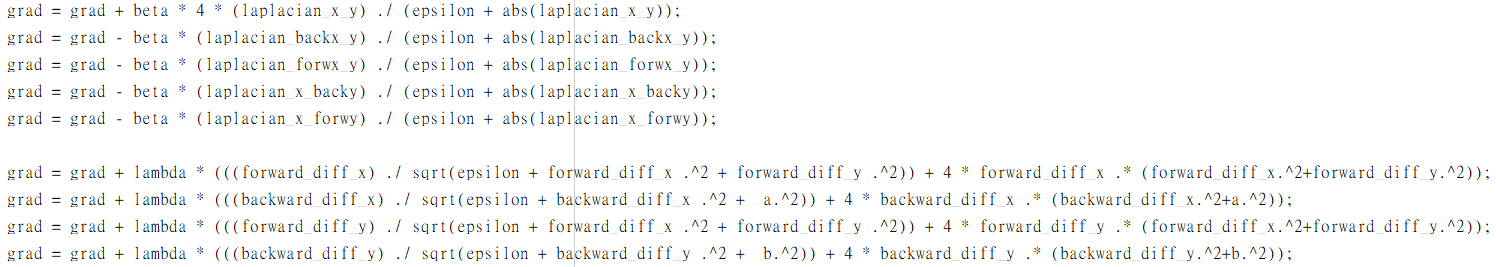 grad = grad + beta * 4 * (laplacian_x_y) ./ (epsilon + abs(laplacian_x_y));
grad = grad - beta * (laplacian_backx_y) ./ (epsilon + abs(laplacian_backx_y));
grad = grad - beta * (laplacian_forwx_y) ./ (epsilon + abs(laplacian_forwx_y));
grad = grad - beta * (laplacian_x_backy) ./ (epsilon + abs(laplacian_x_backy));
grad = grad - beta * (laplacian_x_forwy) ./ (epsilon + abs(laplacian_x_forwy));
grad = grad + lambda * (((forward_diff_x) ./ sqrt(epsilon + forward_diff_x .^2 + forward_diff_y .^2)) + 4 * forward_diff_x .* (forward_diff_x.^2+forward_diff_y.^2));
grad = grad + lambda * (((backward_diff_x) ./ sqrt(epsilon + backward_diff_x .^2 +  a.^2)) + 4 * backward_diff_x .* (backward_diff_x.^2+a.^2));
grad = grad + lambda * (((forward_diff_y) ./ sqrt(epsilon + forward_diff_x .^2 + forward_diff_y .^2)) + 4 * forward_diff_y .* (forward_diff_x.^2+forward_diff_y.^2));
grad = grad + lambda * (((backward_diff_y) ./ sqrt(epsilon + backward_diff_y .^2 +  b.^2)) + 4 * backward_diff_y .* (backward_diff_y.^2+b.^2));